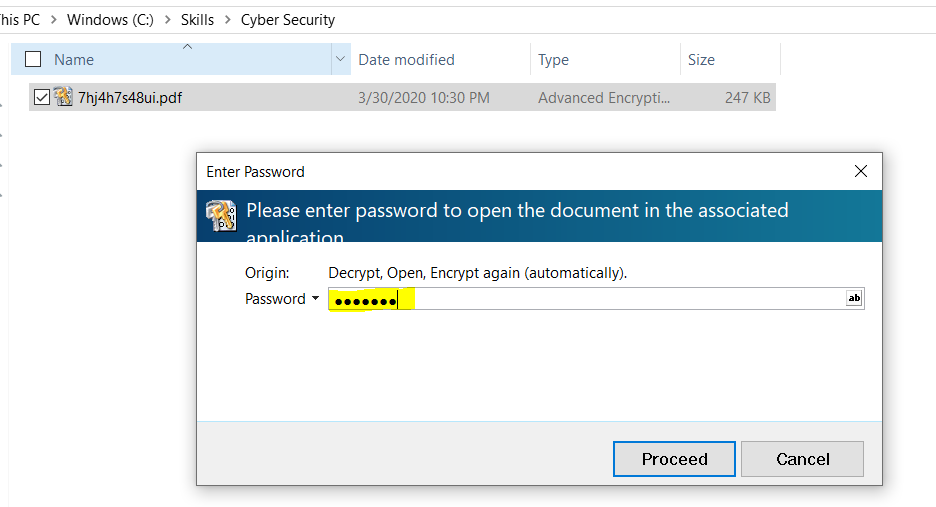 his PC > Windows (C:) > Skills > Cyber Security
Name Date modified Type Size
7hj4h7s48ui.pdf 3/30/2020 10:30 PM Advanced Encrypti... 247 KB
Enter Password
Please enter password to open the document in the associated
application
Origin: Decrypt, Open, Encrypt again (automatically).
Password ●●●●●●● ab
Proceed Cancel